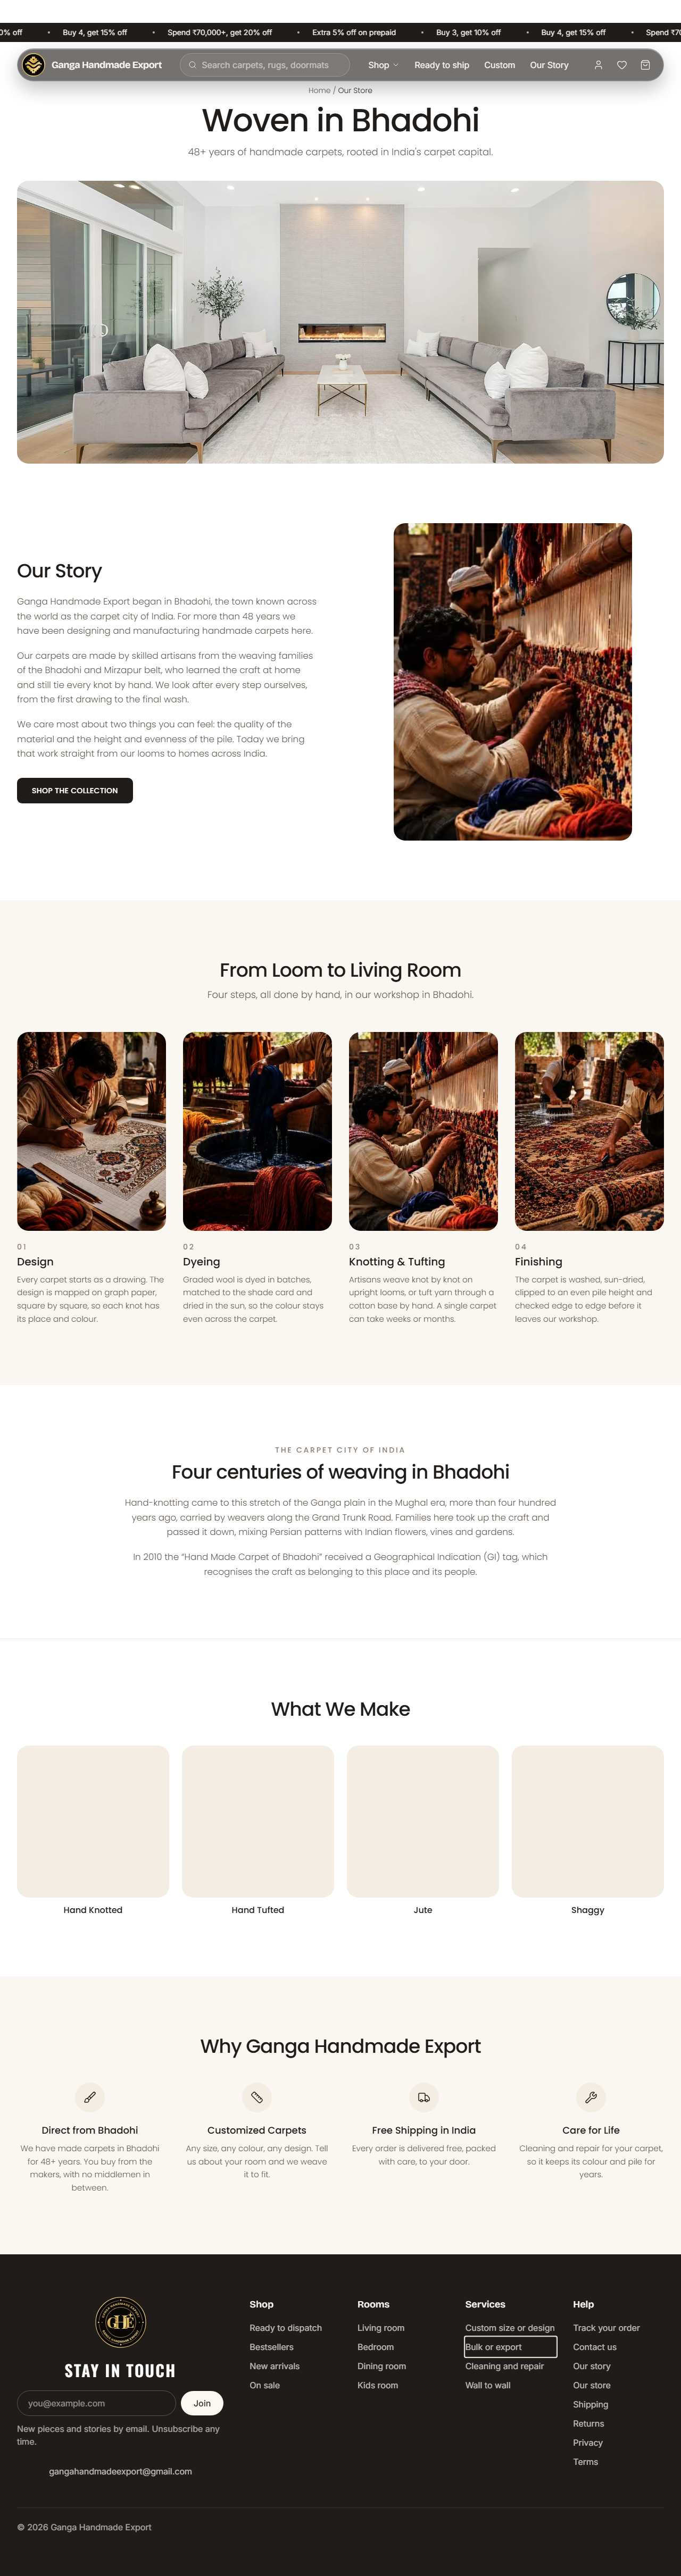 0% off • Buy 4, get 15% off • Spend ₹70,000+, get 20% off • Extra 5% off on prepaid • Buy 3, get 10% off • Buy 4, get 15% off • Spend ₹70
Ganga Handmade Export Search carpets, rugs, doormats Shop Ready to ship Custom Our Story
Home / Our Store
Woven in Bhadohi
48+ years of handmade carpets, rooted in India's carpet capital.
Our Story
Ganga Handmade Export began in Bhadohi, the town known across
the world as the carpet city of India. For more than 48 years we
have been designing and manufacturing handmade carpets here.
Our carpets are made by skilled artisans from the weaving families
of the Bhadohi and Mirzapur belt, who learned the craft at home
and still tie every knot by hand. We look after every step ourselves,
from the first drawing to the final wash.
We care most about two things you can feel: the quality of the
material and the height and evenness of the pile. Today we bring
that work straight from our looms to homes across India.
SHOP THE COLLECTION
From Loom to Living Room
Four steps, all done by hand, in our workshop in Bhadohi.
01
Design
Every carpet starts as a drawing. The
design is mapped on graph paper,
square by square, so each knot has
its place and colour.
02
Dyeing
Graded wool is dyed in batches,
matched to the shade card and
dried in the sun, so the colour stays
even across the carpet.
03
Knotting & Tufting
Artisans weave knot by knot on
upright looms, or tuft yarn through a
cotton base by hand. A single carpet
can take weeks or months.
04
Finishing
The carpet is washed, sun-dried,
clipped to an even pile height and
checked edge to edge before it
leaves our workshop.
THE CARPET CITY OF INDIA
Four centuries of weaving in Bhadohi
Hand-knotting came to this stretch of the Ganga plain in the Mughal era, more than four hundred
years ago, carried by weavers along the Grand Trunk Road. Families here took up the craft and
passed it down, mixing Persian patterns with Indian flowers, vines and gardens.
In 2010 the “Hand Made Carpet of Bhadohi” received a Geographical Indication (GI) tag, which
recognises the craft as belonging to this place and its people.
What We Make
Hand Knotted
Hand Tufted
Jute
Shaggy
Why Ganga Handmade Export
Direct from Bhadohi
We have made carpets in Bhadohi
for 48+ years. You buy from the
makers, with no middlemen in
between.
Customized Carpets
Any size, any colour, any design. Tell
us about your room and we weave
it to fit.
Free Shipping in India
Every order is delivered free, packed
with care, to your door.
Care for Life
Cleaning and repair for your carpet,
so it keeps its colour and pile for
years.
GHE
STAY IN TOUCH
you@example.com Join
New pieces and stories by email. Unsubscribe any
time.
gangahandmadeexport@gmail.com
Shop
Ready to dispatch
Bestsellers
New arrivals
On sale
Rooms
Living room
Bedroom
Dining room
Kids room
Services
Custom size or design
Bulk or export
Cleaning and repair
Wall to wall
Help
Track your order
Contact us
Our story
Our store
Shipping
Returns
Privacy
Terms
© 2026 Ganga Handmade Export